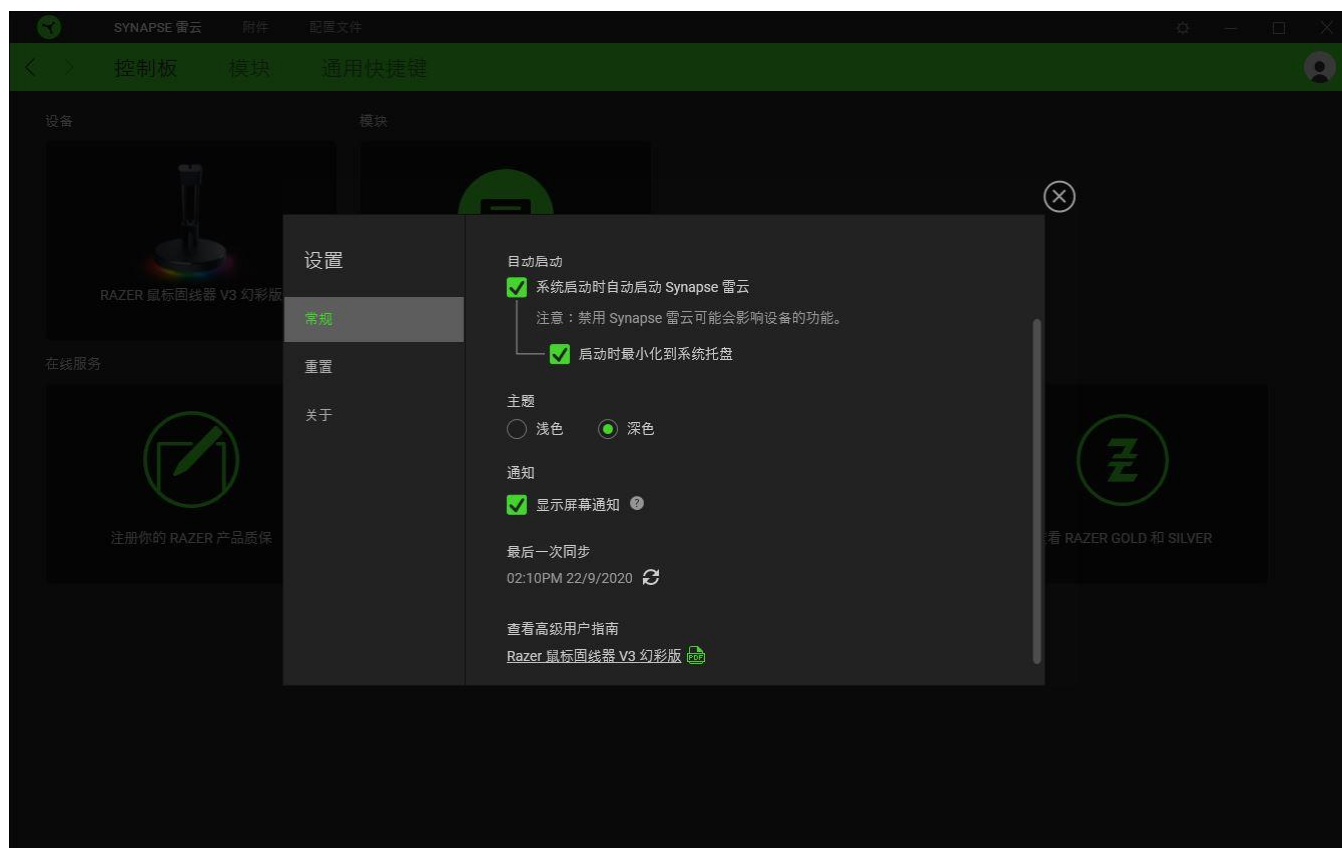 SYNAPSE 雷云
附件
配置文件
控制板
模块
通用快捷键
设备
模块
RAZER 鼠标固线器 V3 幻彩版
在线服务
注册你的 RAZER 产品质保
看 RAZER GOLD 和 SILVER
设置
常规
重置
关于
自动启动
系统启动时自动启动 Synapse 雷云
注意：禁用 Synapse 雷云可能会影响设备的功能。
启动时最小化到系统托盘
主题
浅色
深色
通知
显示屏幕通知
最后一次同步
02:10PM 22/9/2020
查看高级用户指南
Razer 鼠标固线器 V3 幻彩版
PDF